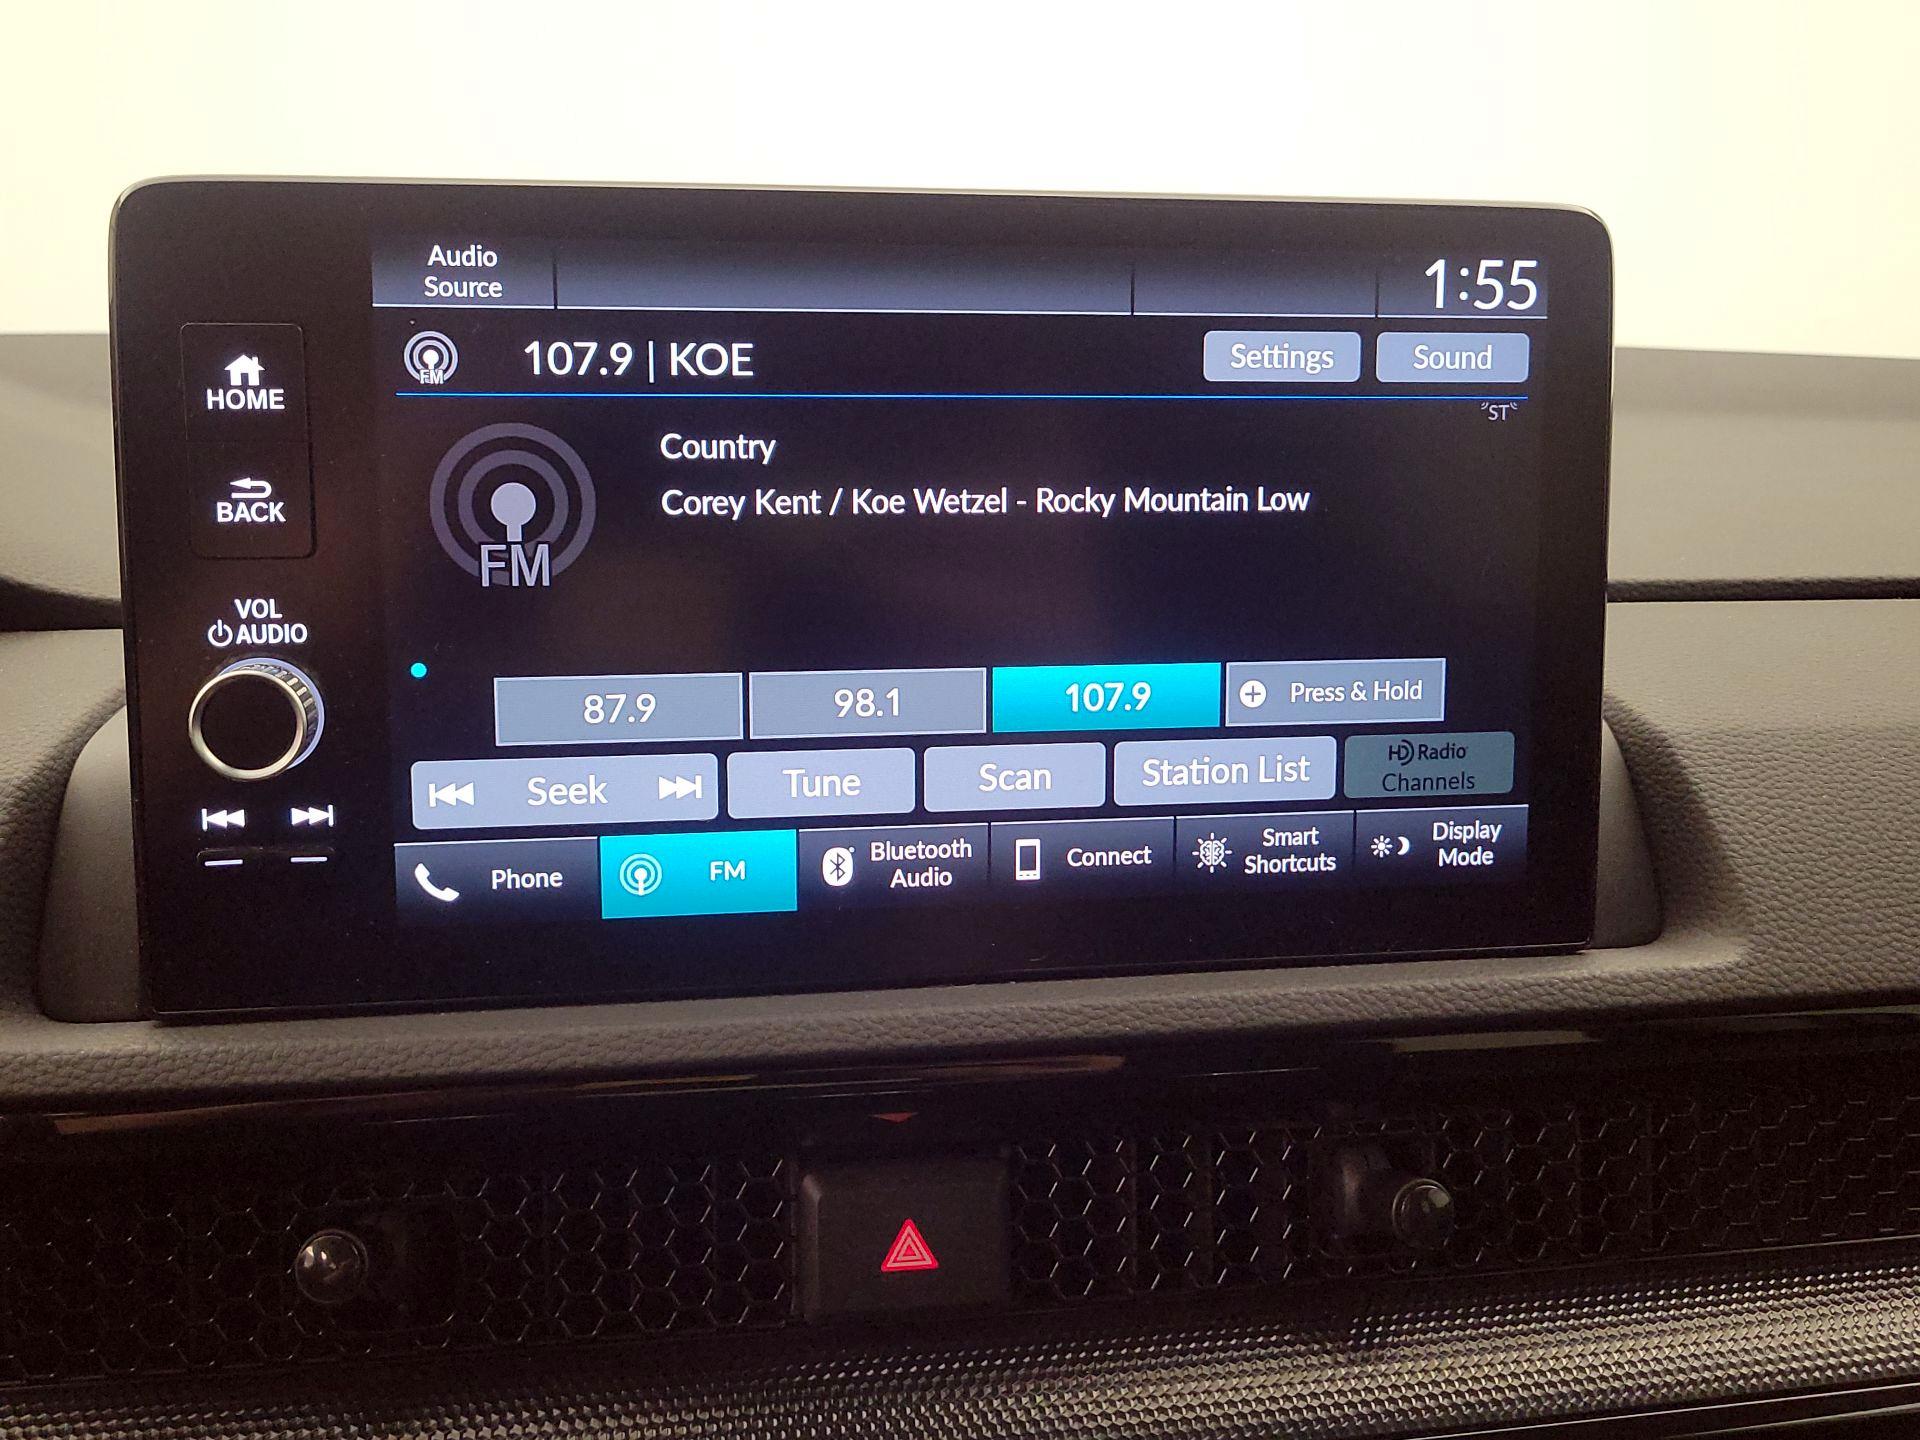 Audio
Source
1:55
HOME
FM
107.9 | KOE
Settings
Sound
"ST"
Country
BACK
Corey Kent / Koe Wetzel - Rocky Mountain Low
FM
VOL
AUDIO
87.9
98.1
107.9
Press & Hold
Seek
Tune
Scan
Station List
HD Radio
Channels
Phone
FM
Bluetooth
Audio
Connect
Smart
Shortcuts
Display
Mode